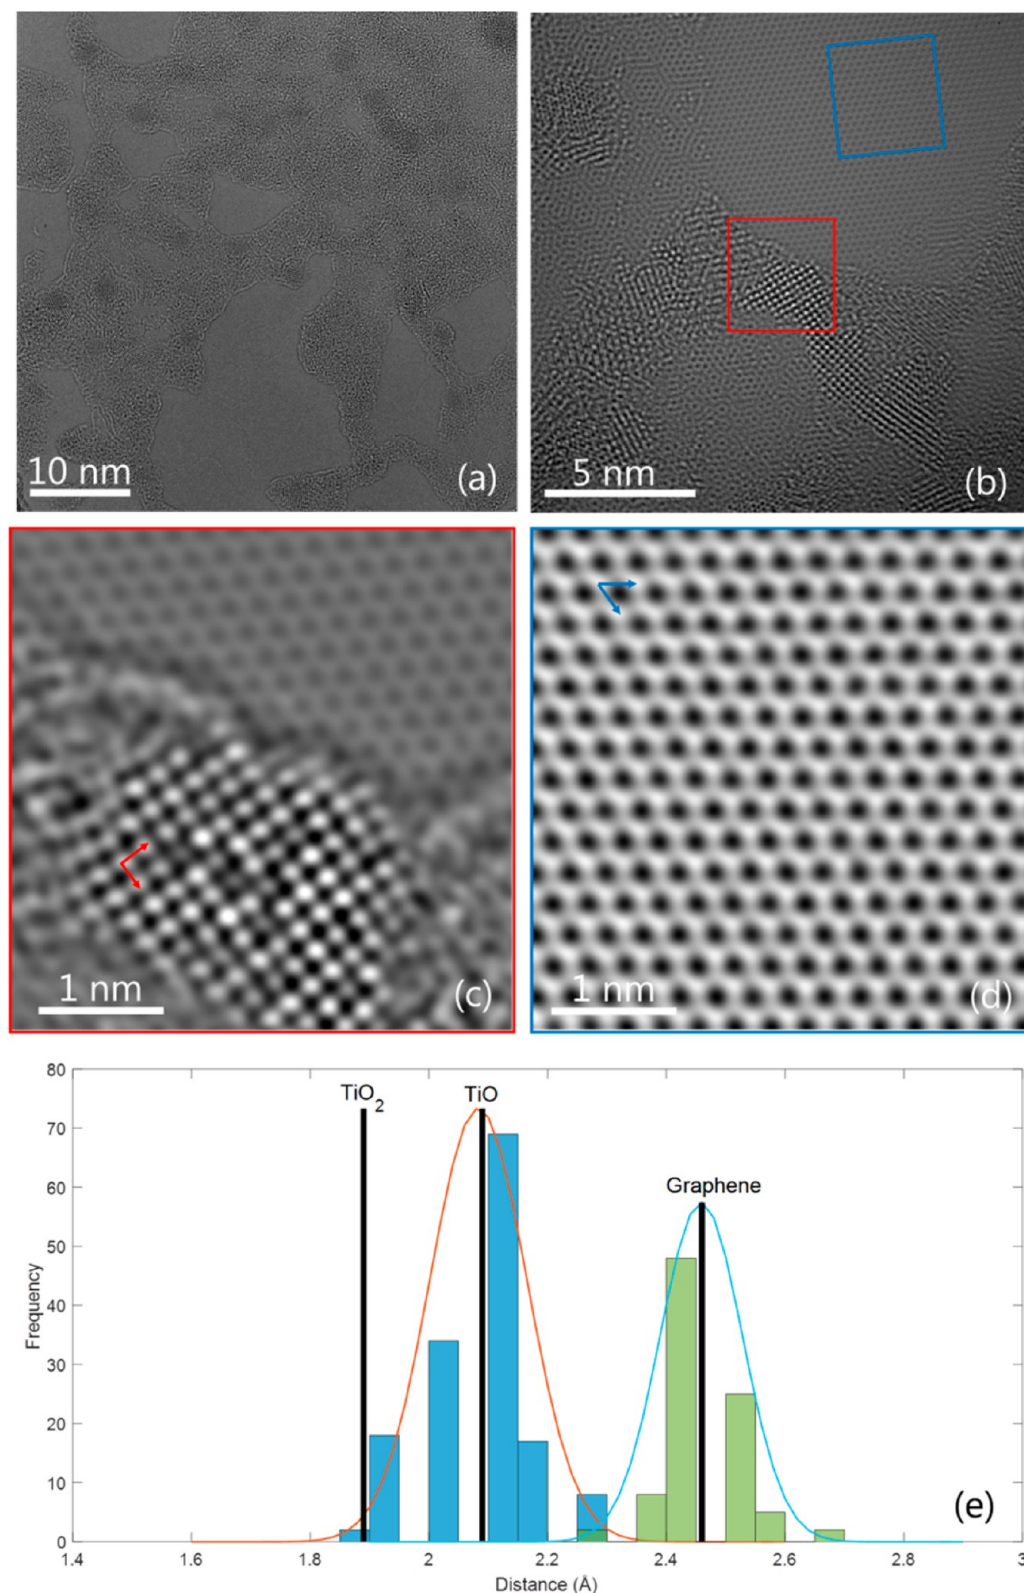 10 nm
(a)
5 nm
(b)
1 nm
(c)
1 nm
(d)
80
70
60
50
40
30
20
10
0
Frequency
TiO2
TiO
Graphene
(e)
1.4 1.6 1.8 2 2.2 2.4 2.6 2.8 3
Distance (Å)